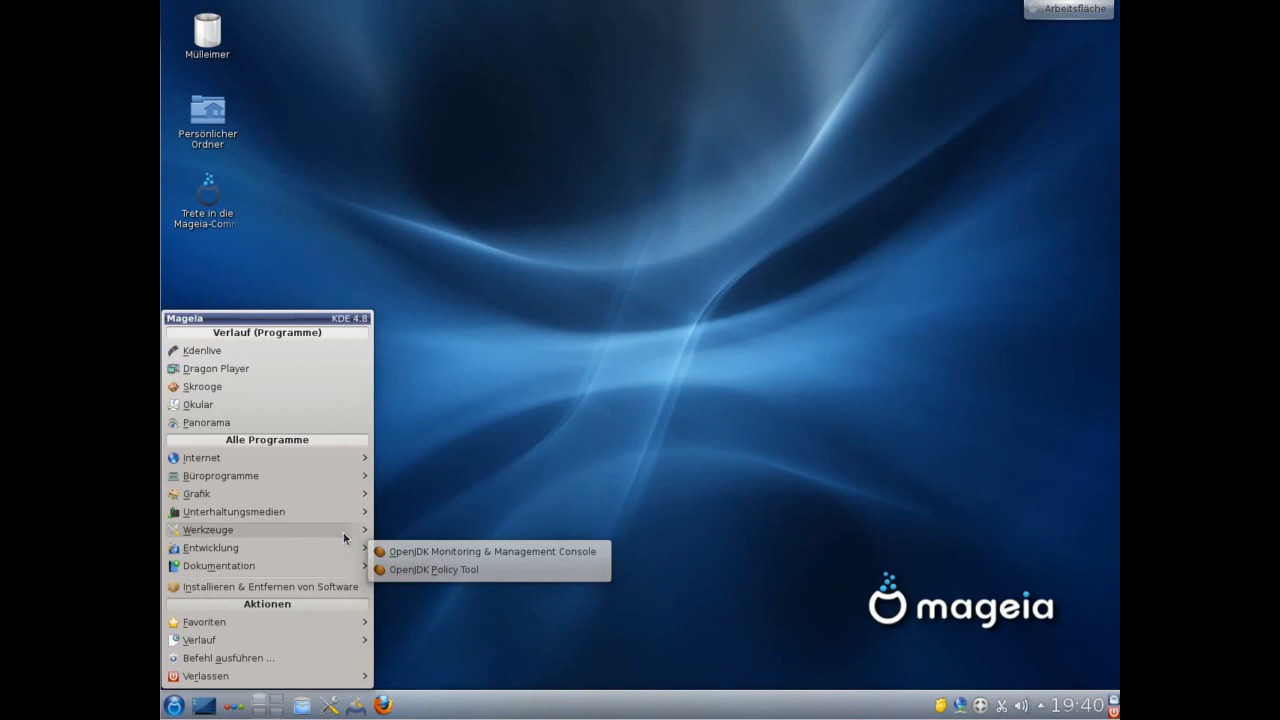 Arbeitsfläche
Mülleimer
Persönlicher
Ordner
Trete in die
Mageia-Comm
Mageia KDE 4.8
Verlauf (Programme)
Kdenlive
Dragon Player
Skrooge
Okular
Panorama
Alle Programme
Internet
Büroprogramme
Grafik
Unterhaltungsmedien
Werkzeuge
Entwicklung
Dokumentation
Installieren & Entfernen von Software
Aktionen
Favoriten
Verlauf
Befehl ausführen ...
Verlassen
OpenJDK Monitoring & Management Console
OpenJDK Policy Tool
mageia
19:40